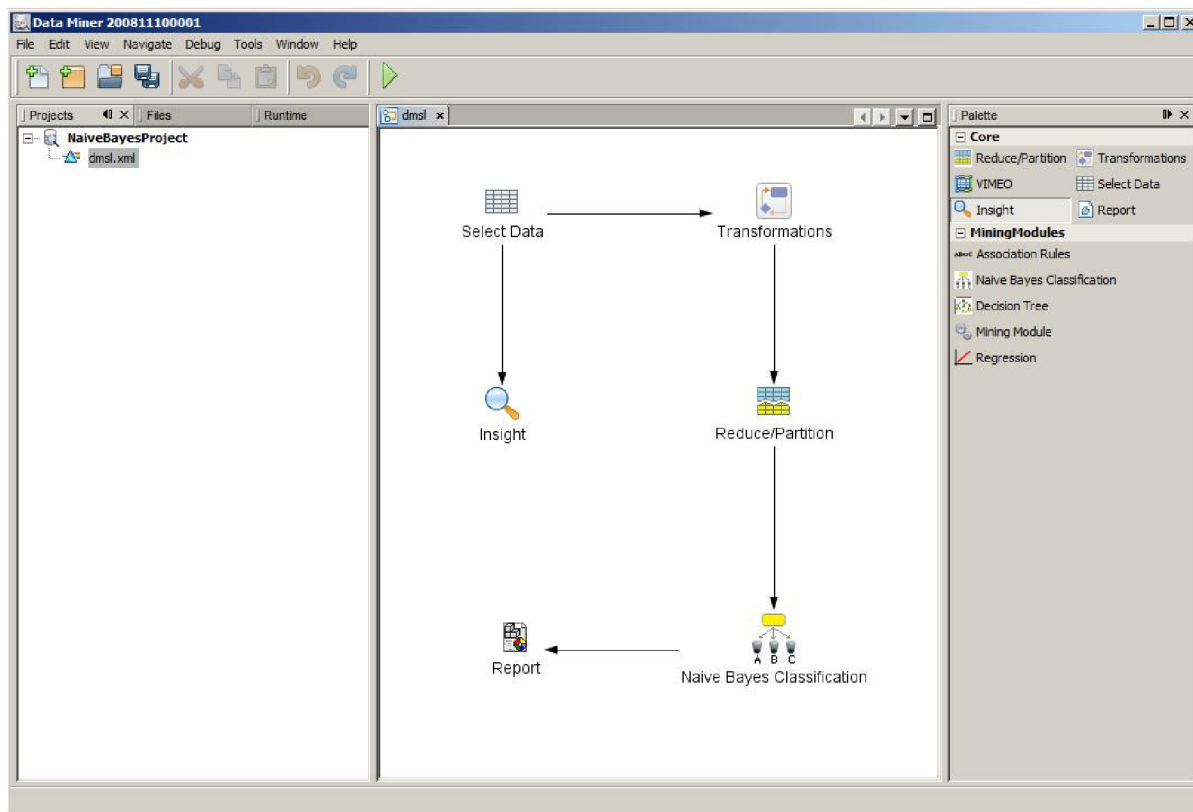 Data Miner 200811100001
File Edit View Navigate Debug Tools Window Help
Projects Files Runtime
NaiveBayesProject
dmsl.xml
dmsl
Select Data
Transformations
Insight
Reduce/Partition
Report
A B C
Naive Bayes Classification
Palette
Core
Reduce/Partition Transformations
VIMEO Select Data
Insight Report
MiningModules
Association Rules
Naive Bayes Classification
Decision Tree
Mining Module
Regression